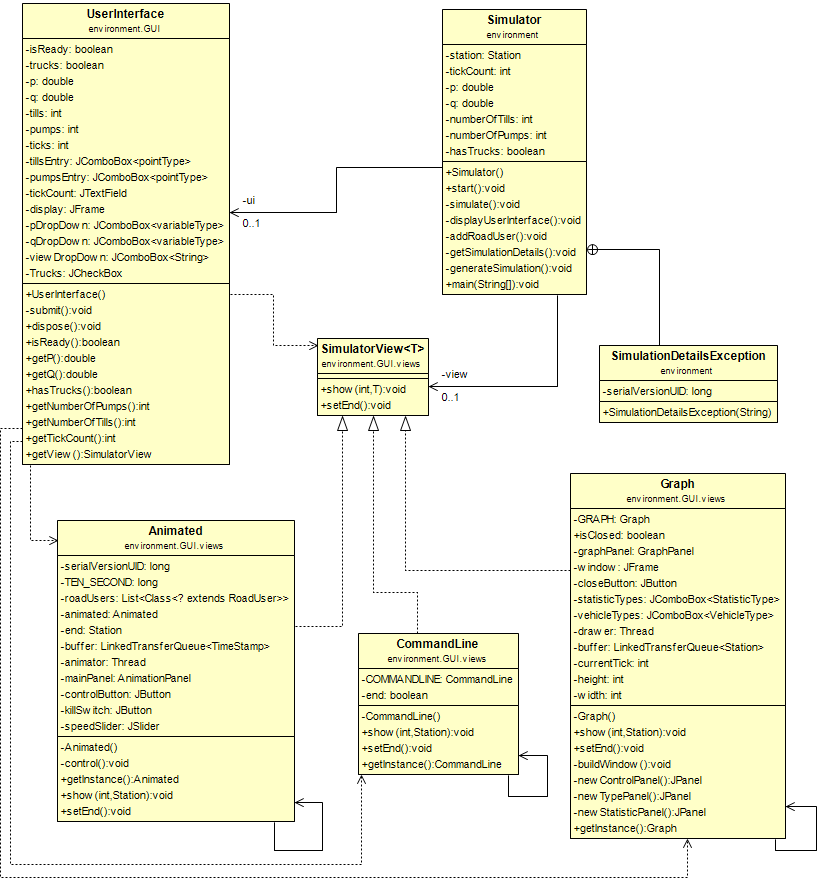 UserInterface
environment.GUI
-isReady: boolean
-trucks: boolean
-p: double
-q: double
-tills: int
-pumps: int
-ticks: int
-tillsEntry: JComboBox<pointType>
-pumpsEntry: JComboBox<pointType>
-tickCount: JTextField
-display: JFrame
-pDropDown: JComboBox<variableType>
-qDropDown: JComboBox<variableType>
-viewDropDown: JComboBox<String>
-Trucks: JCheckBox
+UserInterface()
-submit():void
+dispose():void
+isReady():boolean
+getP():double
+getQ():double
+hasTrucks():boolean
+getNumberOfPumps():int
+getNumberOfTills():int
+getTickCount():int
+getView():SimulatorView
Simulator
environment
-station: Station
-tickCount: int
-p: double
-q: double
-numberOfTills: int
-numberOfPumps: int
-hasTrucks: boolean
+Simulator()
+start():void
-simulate():void
-displayUserInterface():void
-addRoadUser():void
-getSimulationDetails():void
-generateSimulation():void
+main(String[]):void
-ui
0..1
SimulatorView<T>
environment.GUI.views
+show(int,T):void
+setEnd():void
-view
0..1
SimulationDetailsException
environment
-serialVersionUID: long
+SimulationDetailsException(String)
Animated
environment.GUI.views
-serialVersionUID: long
-TEN_SECOND: long
-roadUsers: List<Class<? extends RoadUser>>
-animated: Animated
-end: Station
-buffer: LinkedTransferQueue<TimeStamp>
-animator: Thread
-mainPanel: AnimationPanel
-controlButton: JButton
-killSwitch: JButton
-speedSlider: JSlider
-Animated()
-control():void
+getInstance():Animated
+show(int,Station):void
+setEnd():void
CommandLine
environment.GUI.views
-COMMANDLINE: CommandLine
-end: boolean
-CommandLine()
+show(int,Station):void
+setEnd():void
+getInstance():CommandLine
Graph
environment.GUI.views
-GRAPH: Graph
+isClosed: boolean
-graphPanel: GraphPanel
-window: JFrame
-closeButton: JButton
-statisticTypes: JComboBox<StatisticType>
-vehicleTypes: JComboBox<VehicleType>
-drawer: Thread
-buffer: LinkedTransferQueue<Station>
-currentTick: int
-height: int
-width: int
-Graph()
+show(int,Station):void
+setEnd():void
-buildWindow():void
-newControlPanel():JPanel
-newTypePanel():JPanel
-newStatisticPanel():JPanel
+getInstance():Graph